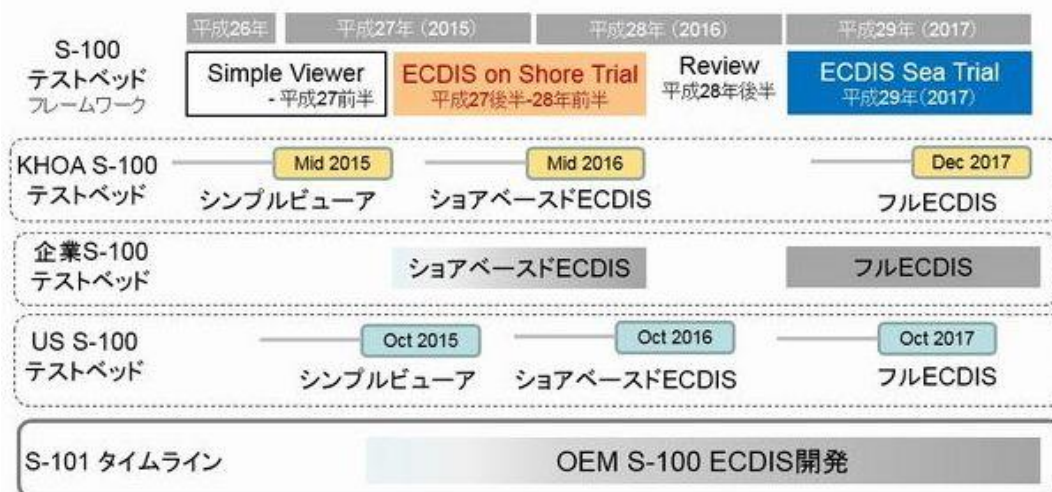 平成26年 平成27年（2015） 平成28年（2016） 平成29年（2017）
S-100
テストベッド
フレームワーク
Simple Viewer
- 平成27前半
ECDIS on Shore Trial
平成27後半-28年前半
Review
平成28年後半
ECDIS Sea Trial
平成29年（2017）
KHOA S-100
テストベッド
Mid 2015
シンプルビューア
Mid 2016
ショアベースドECDIS
Dec 2017
フルECDIS
企業S-100
テストベッド
ショアベースドECDIS
フルECDIS
US S-100
テストベッド
Oct 2015
シンプルビューア
Oct 2016
ショアベースドECDIS
Oct 2017
フルECDIS
S-101 タイムライン
OEM S-100 ECDIS開発